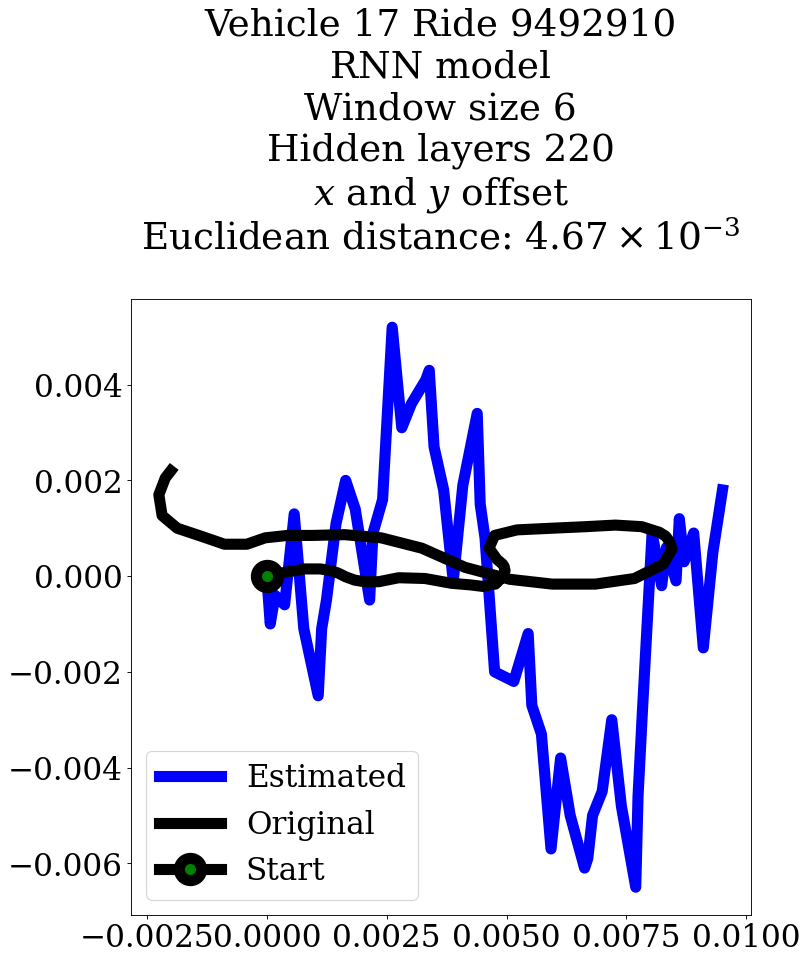 Vehicle 17 Ride 9492910
RNN model
Window size 6
Hidden layers 220
x and y offset
Euclidean distance: 4.67 × 10⁻³
0.004
0.002
0.000
−0.002
−0.004
−0.006
Estimated
Original
Start
−0.0025 0.0000 0.0025 0.0050 0.0075 0.0100